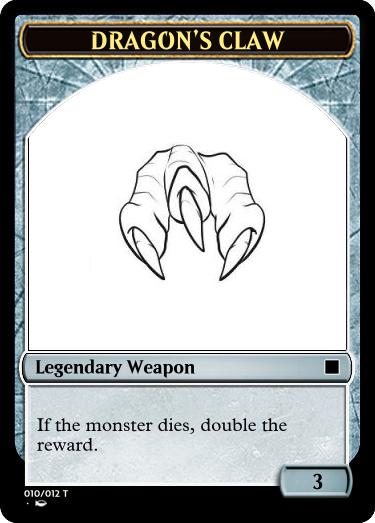 DRAGON'S CLAW
Legendary Weapon
If the monster dies, double the
reward.
3
010/012 T